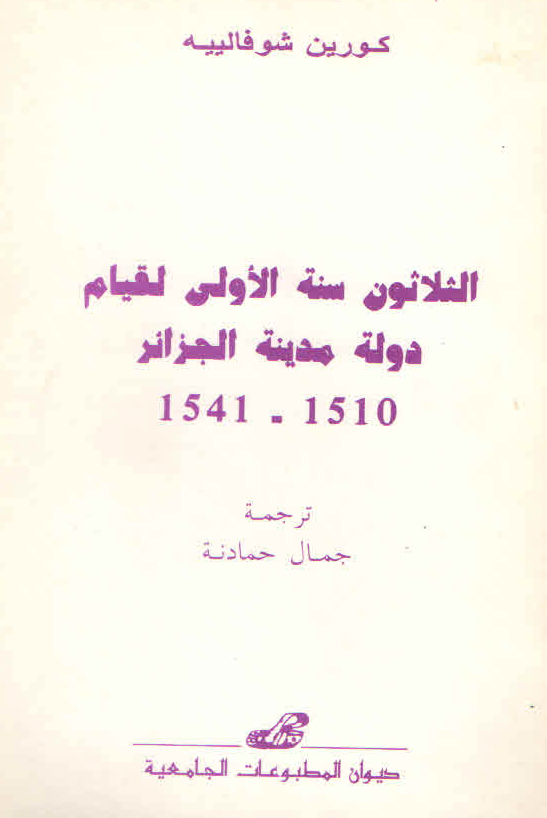 كورين شوفالييه
الثلاثون سنة الأولى لقيام
دولة مدينة الجزائر
1510 - 1541
ترجمة
جمال حمادنة
ديوان المطبوعات الجامعية